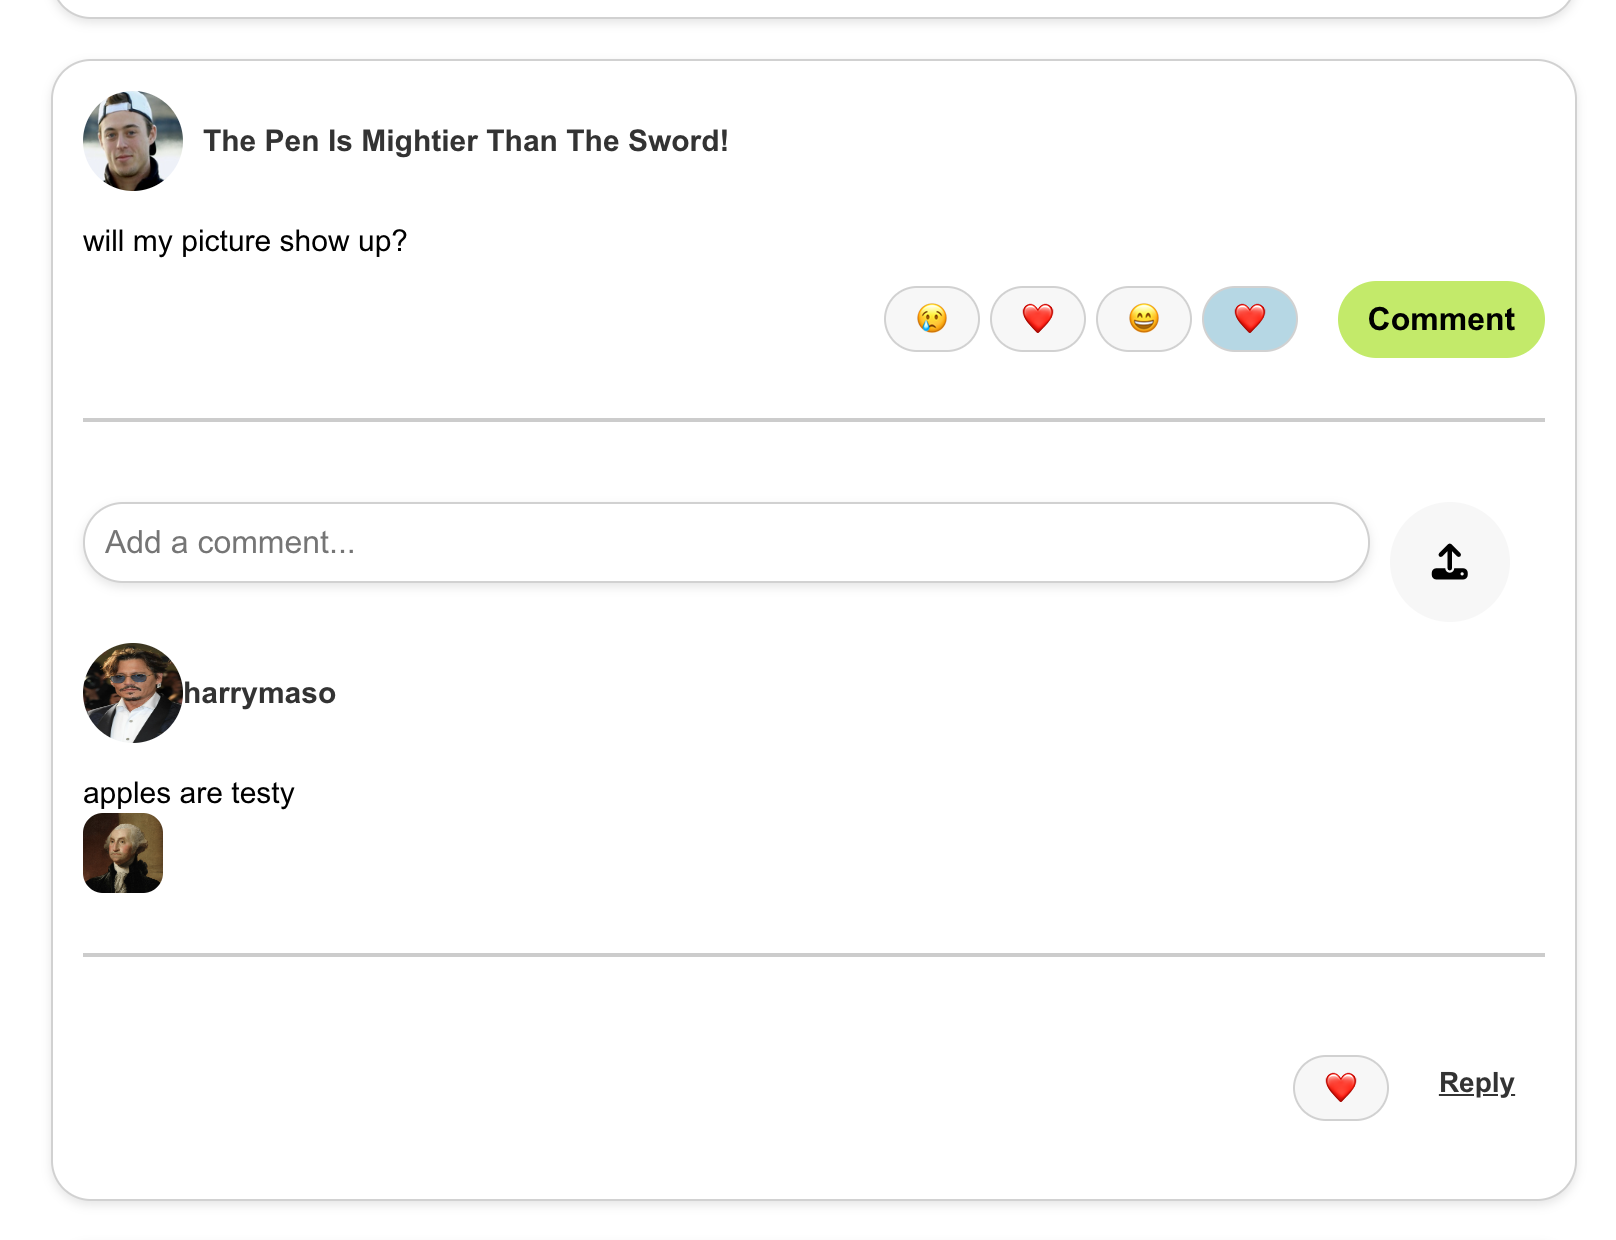 The Pen Is Mightier Than The Sword!
will my picture show up?
😢 ❤️ 😄 ❤️ Comment
Add a comment...
harrymaso
apples are testy
❤️ Reply